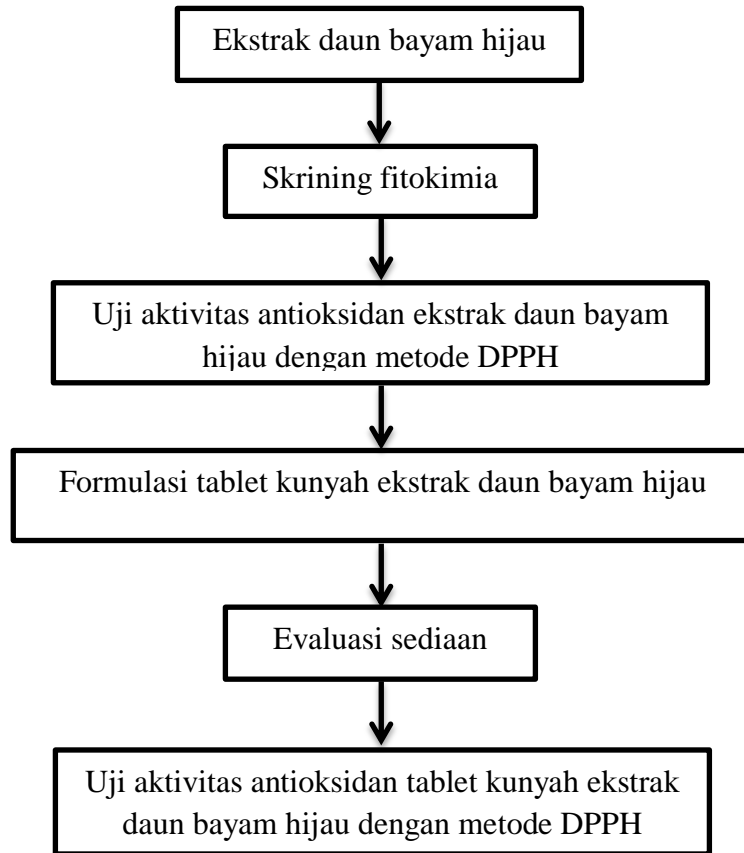 Ekstrak daun bayam hijau
Skrining fitokimia
Uji aktivitas antioksidan ekstrak daun bayam
hijau dengan metode DPPH
Formulasi tablet kunyah ekstrak daun bayam hijau
Evaluasi sediaan
Uji aktivitas antioksidan tablet kunyah ekstrak
daun bayam hijau dengan metode DPPH